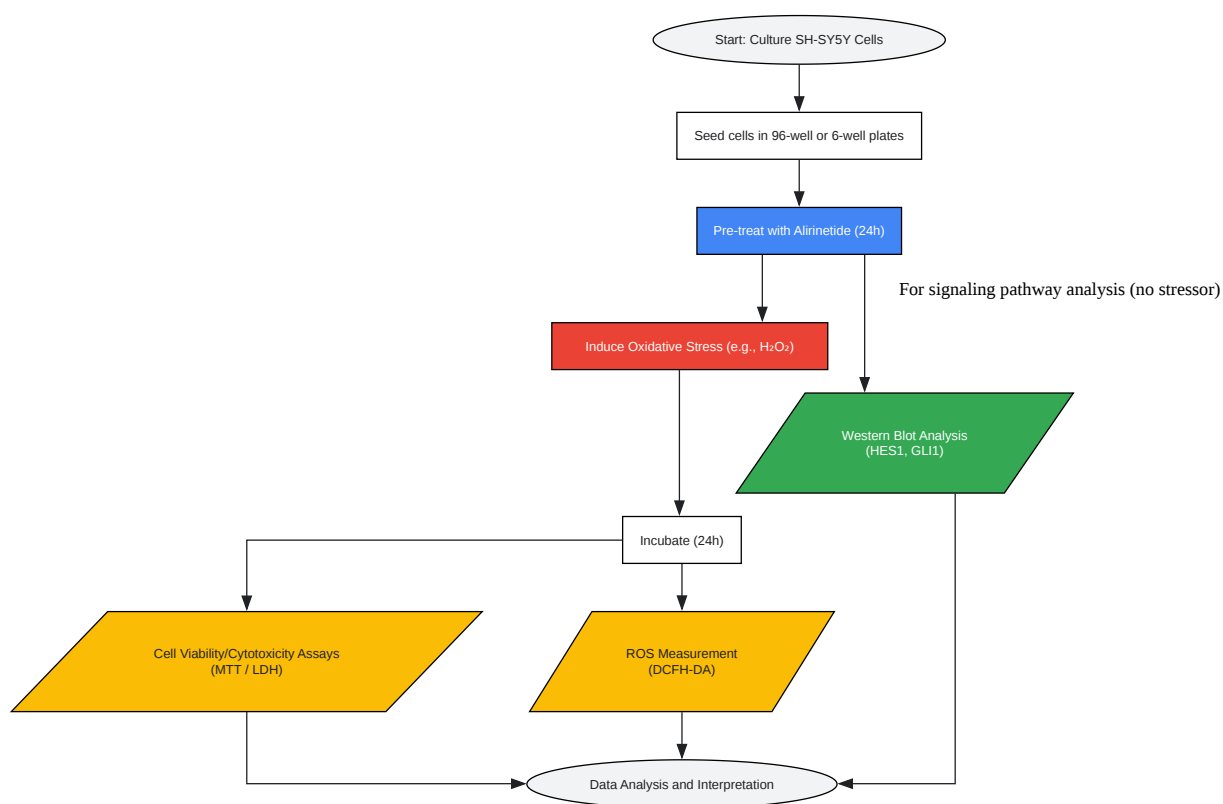 Start: Culture SH-SY5Y Cells
Seed cells in 96-well or 6-well plates
Pre-treat with Alirinetide (24h)
For signaling pathway analysis (no stressor)
Induce Oxidative Stress (e.g., H₂O₂)
Western Blot Analysis
(HES1, GLI1)
Incubate (24h)
Cell Viability/Cytotoxicity Assays
(MTT / LDH)
ROS Measurement
(DCFH-DA)
Data Analysis and Interpretation